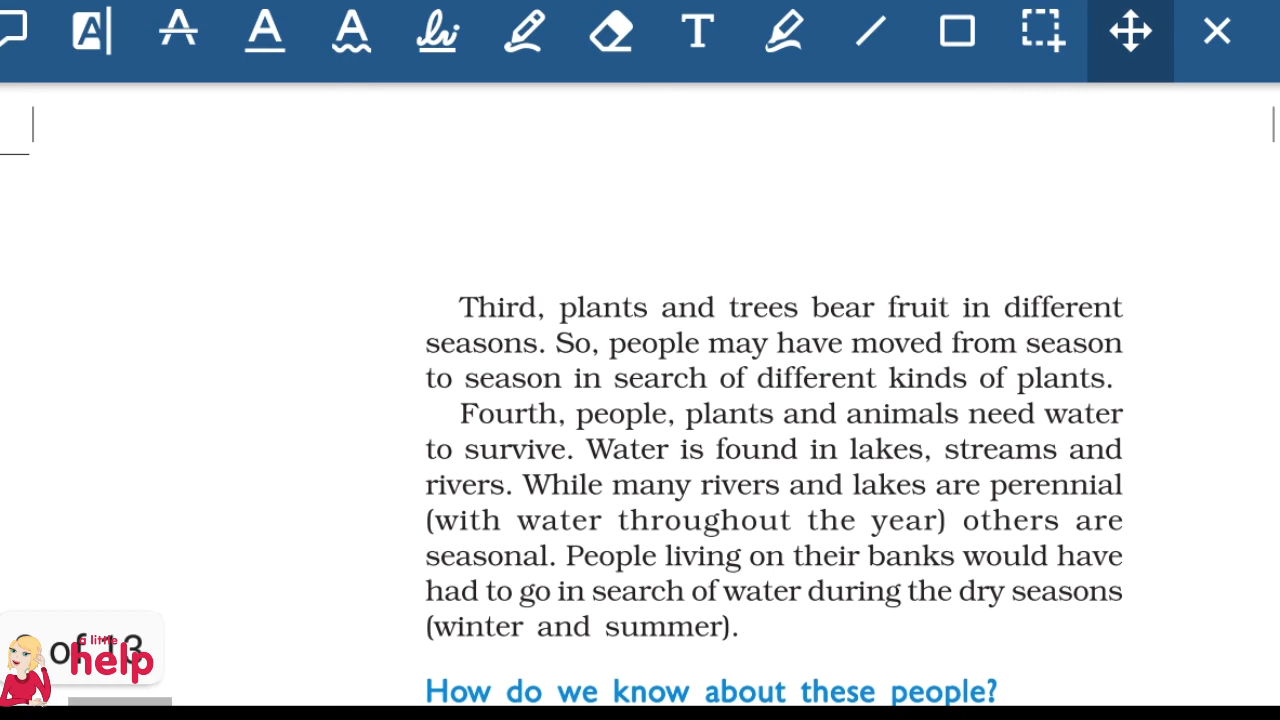 Third, plants and trees bear fruit in different
seasons. So, people may have moved from season
to season in search of different kinds of plants.
Fourth, people, plants and animals need water
to survive. Water is found in lakes, streams and
rivers. While many rivers and lakes are perennial
(with water throughout the year) others are
seasonal. People living on their banks would have
had to go in search of water during the dry seasons
(winter and summer).
of 13
a little
help
How do we know about these people?